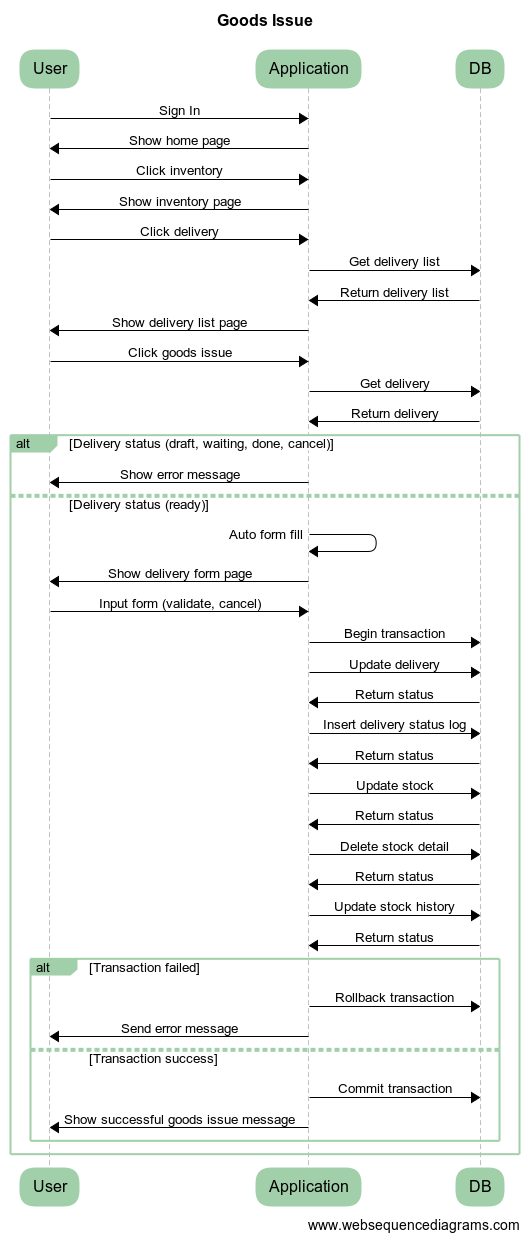 Goods Issue
User
Application
DB
Sign In
Show home page
Click inventory
Show inventory page
Click delivery
Get delivery list
Return delivery list
Show delivery list page
Click goods issue
Get delivery
Return delivery
alt
[Delivery status (draft, waiting, done, cancel)]
Show error message
[Delivery status (ready)]
Auto form fill
Show delivery form page
Input form (validate, cancel)
Begin transaction
Update delivery
Return status
Insert delivery status log
Return status
Update stock
Return status
Delete stock detail
Return status
Update stock history
Return status
alt
[Transaction failed]
Rollback transaction
Send error message
[Transaction success]
Commit transaction
Show successful goods issue message
User
Application
DB
www.websequencediagrams.com